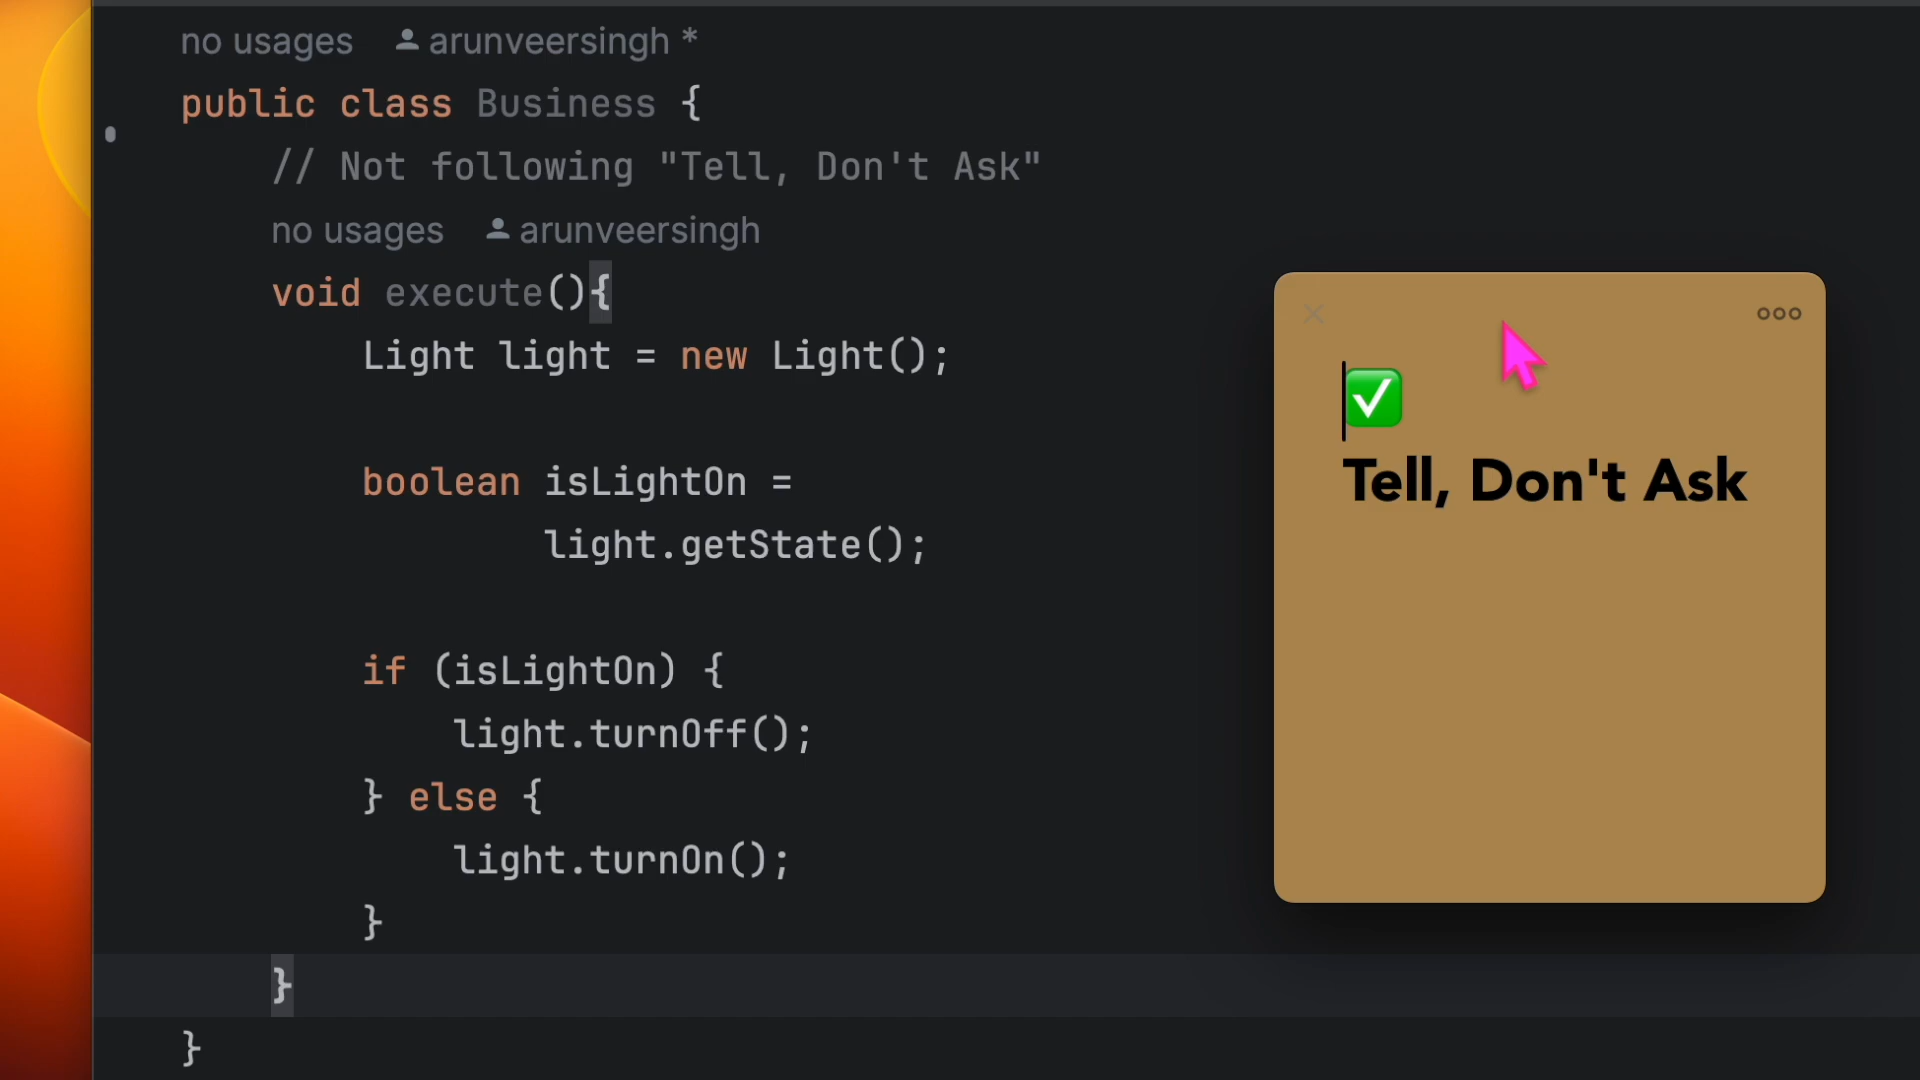 no usages arunveersingh *
public class Business {
// Not following "Tell, Don't Ask"
no usages arunveersingh
void execute(){
Light light = new Light();
boolean isLightOn =
light.getState();
if (isLightOn) {
light.turnOff();
} else {
light.turnOn();
}
}
}
Tell, Don't Ask